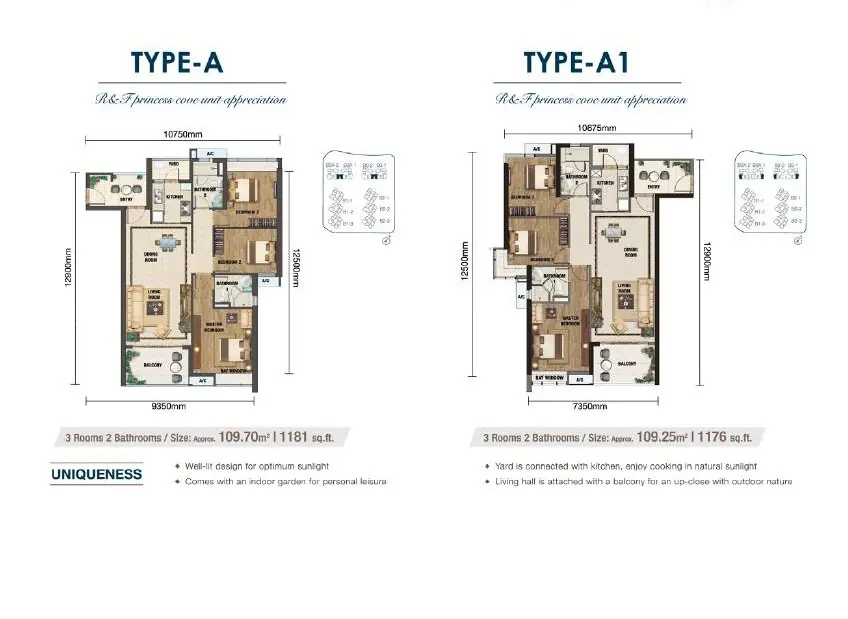 TYPE-A
R&F princess cove unit appreciation
10750mm
A/C
YARD
KITCHEN
BATHROOM
2
ENTRY
BEDROOM 3
DINING
ROOM
BEDROOM 2
A/C
BATHROOM
1
LIVING
ROOM
MASTER
BEDROOM
BALCONY
BAY WINDOW
A/C
12900mm
12500mm
9350mm
3 Rooms 2 Bathrooms / Size: Approx. 109.70m² | 1181 sq.ft.
UNIQUENESS
Well-lit design for optimum sunlight
Comes with an indoor garden for personal leisure
TYPE-A1
R&F princess cove unit appreciation
10675mm
A/C
YARD
BATHROOM
2
KITCHEN
ENTRY
BEDROOM 3
DINING
ROOM
BEDROOM 2
BATHROOM
1
A/C
LIVING
ROOM
MASTER
BEDROOM
BALCONY
BAY WINDOW
A/C
12500mm
12900mm
7350mm
3 Rooms 2 Bathrooms / Size: Approx. 109.25m² | 1176 sq.ft.
Yard is connected with kitchen, enjoy cooking in natural sunlight
Living hall is attached with a balcony for an up-close with outdoor nature